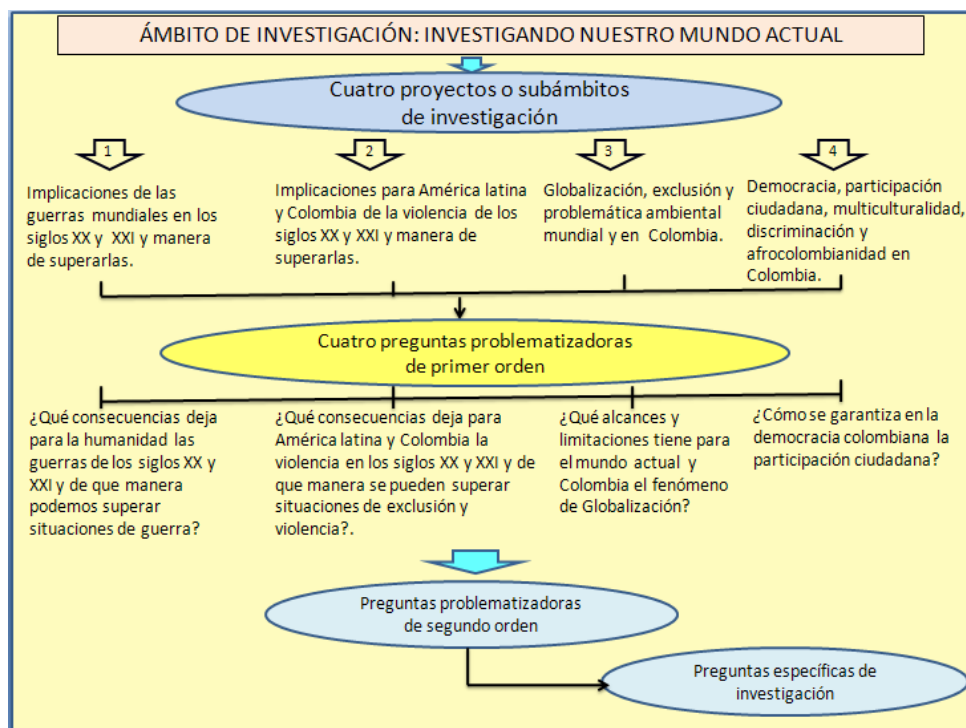 ÁMBITO DE INVESTIGACIÓN: INVESTIGANDO NUESTRO MUNDO ACTUAL
Cuatro proyectos o subámbitos
de investigación
1
Implicaciones de las
guerras mundiales en los
siglos XX y XXI y manera
de superarlas.
2
Implicaciones para América latina
y Colombia de la violencia de los
siglos XX y XXI y manera de
superarlas.
3
Globalización, exclusión y
problemática ambiental
mundial y en Colombia.
4
Democracia, participación
ciudadana, multiculturalidad,
discriminación y
afrocolombianidad en
Colombia.
Cuatro preguntas problematizadoras
de primer orden
¿Qué consecuencias deja
para la humanidad las
guerras de los siglos XX y
XXI y de que manera
podemos superar
situaciones de guerra?
¿Qué consecuencias deja para
América latina y Colombia la
violencia en los siglos XX y XXI y de
que manera se pueden superar
situaciones de exclusión y
violencia?.
¿Qué alcances y
limitaciones tiene para
el mundo actual y
Colombia el fenómeno
de Globalización?
¿Cómo se garantiza en la
democracia colombiana la
participación ciudadana?
Preguntas problematizadoras
de segundo orden
Preguntas específicas de
investigación